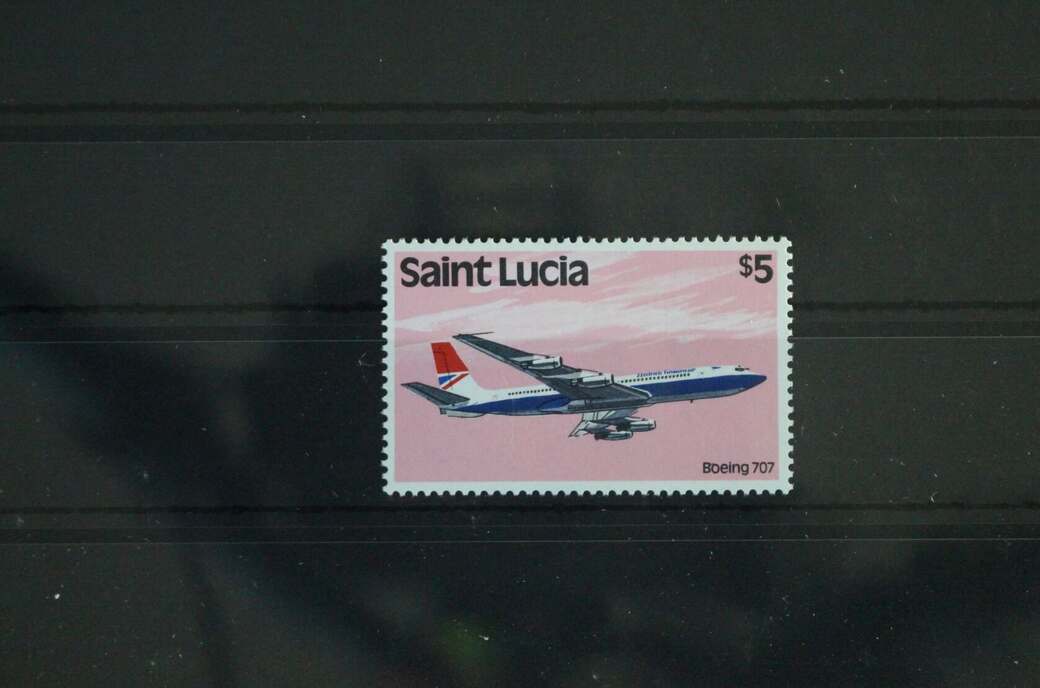 Saint Lucia $5
Boeing 707